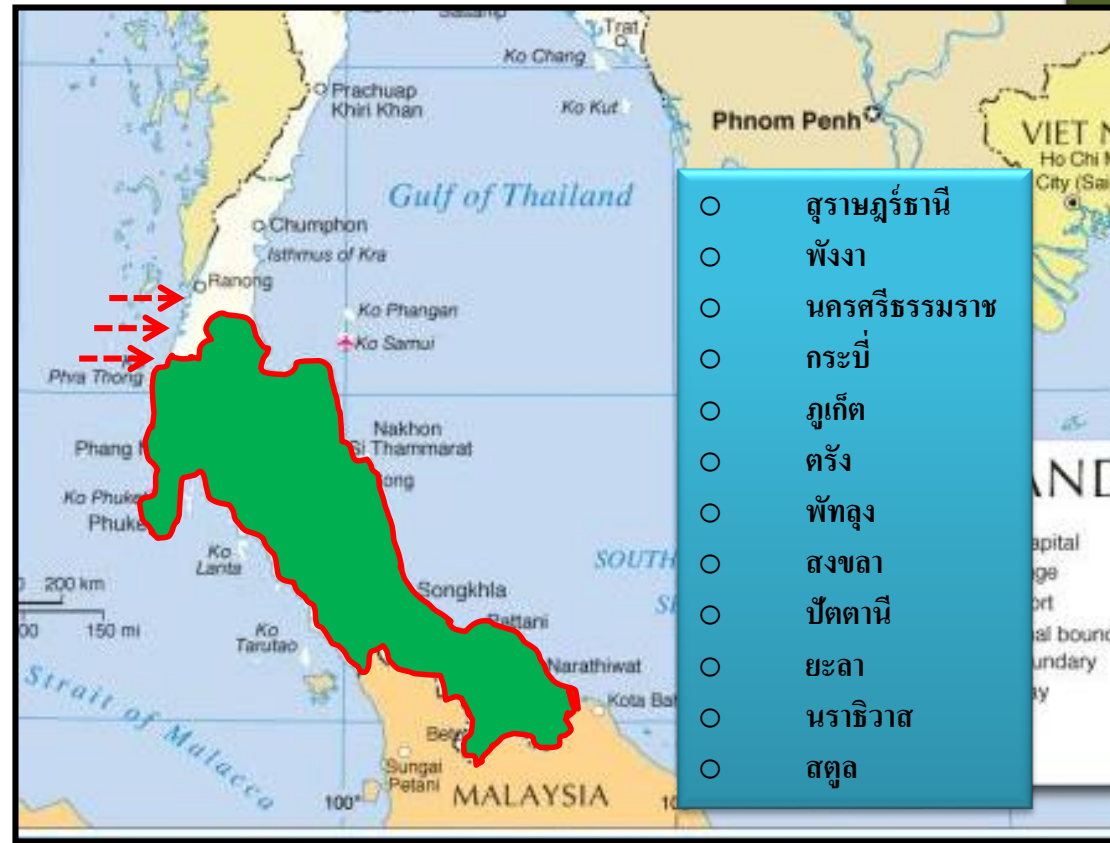 Trat
Ko Chang
Prachuap
Khiri Khan
Ko Kut
Phnom Penh
VIET N
Ho Chi M
City (Sai
Gulf of Thailand
Chumphon
Isthmus of Kra
Ranong
Ko Phangan
Ko Samui
Phra Thong
Nakhon
Si Thammarat
Phang N
ong
Ko Phuket
Phuke
Ko
Lanta
SOUTH
200 km
150 mi
Songkhla
Pattani
Ko
Tarutao
Narathiwat
Kota Ba
Strait of Malacca
Sungai
Petani
100°
MALAYSIA
10
สุราษฎร์ธานี
พังงา
นครศรีธรรมราช
กระบี่
ภูเก็ต
ตรัง
พัทลุง
สงขลา
ปัตตานี
ยะลา
นราธิวาส
สตูล
AND
apital
ge
ort
al bound
undary
ay